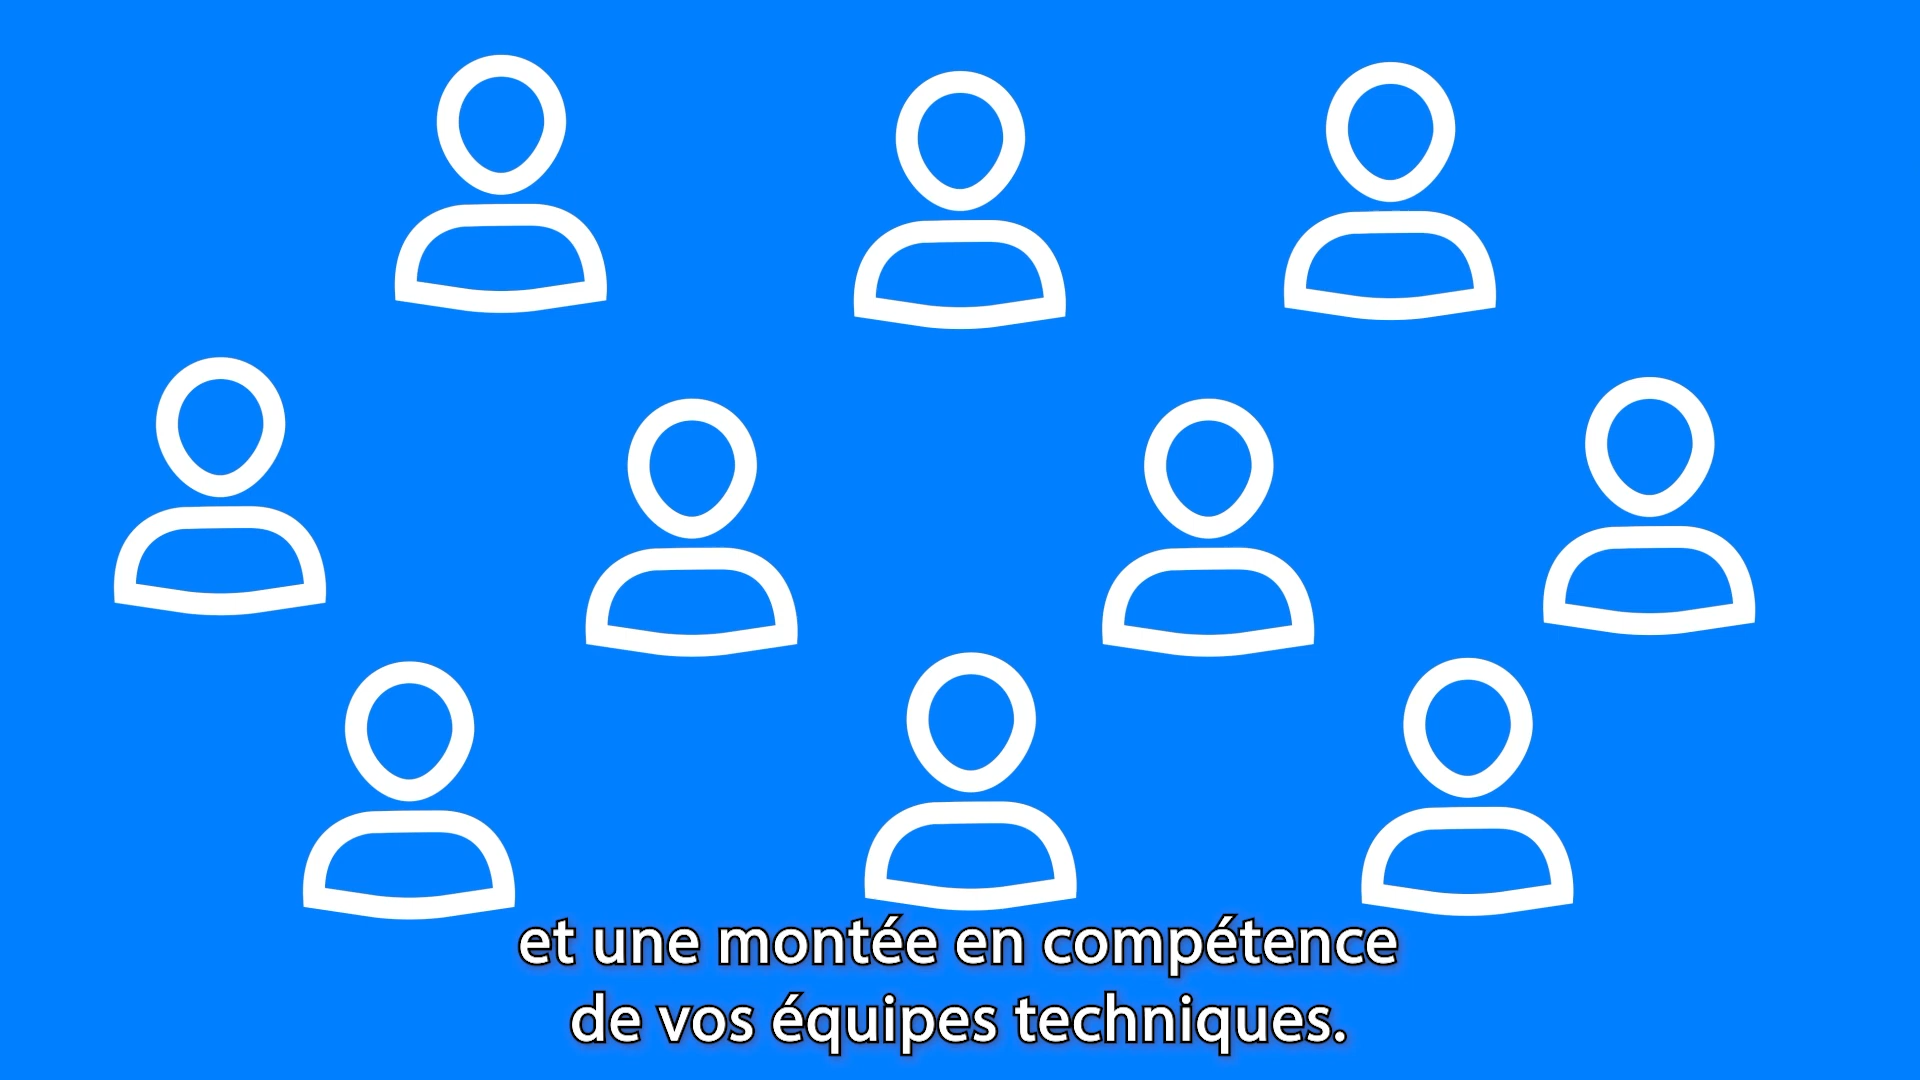 et une montée en compétence
de vos équipes techniques.